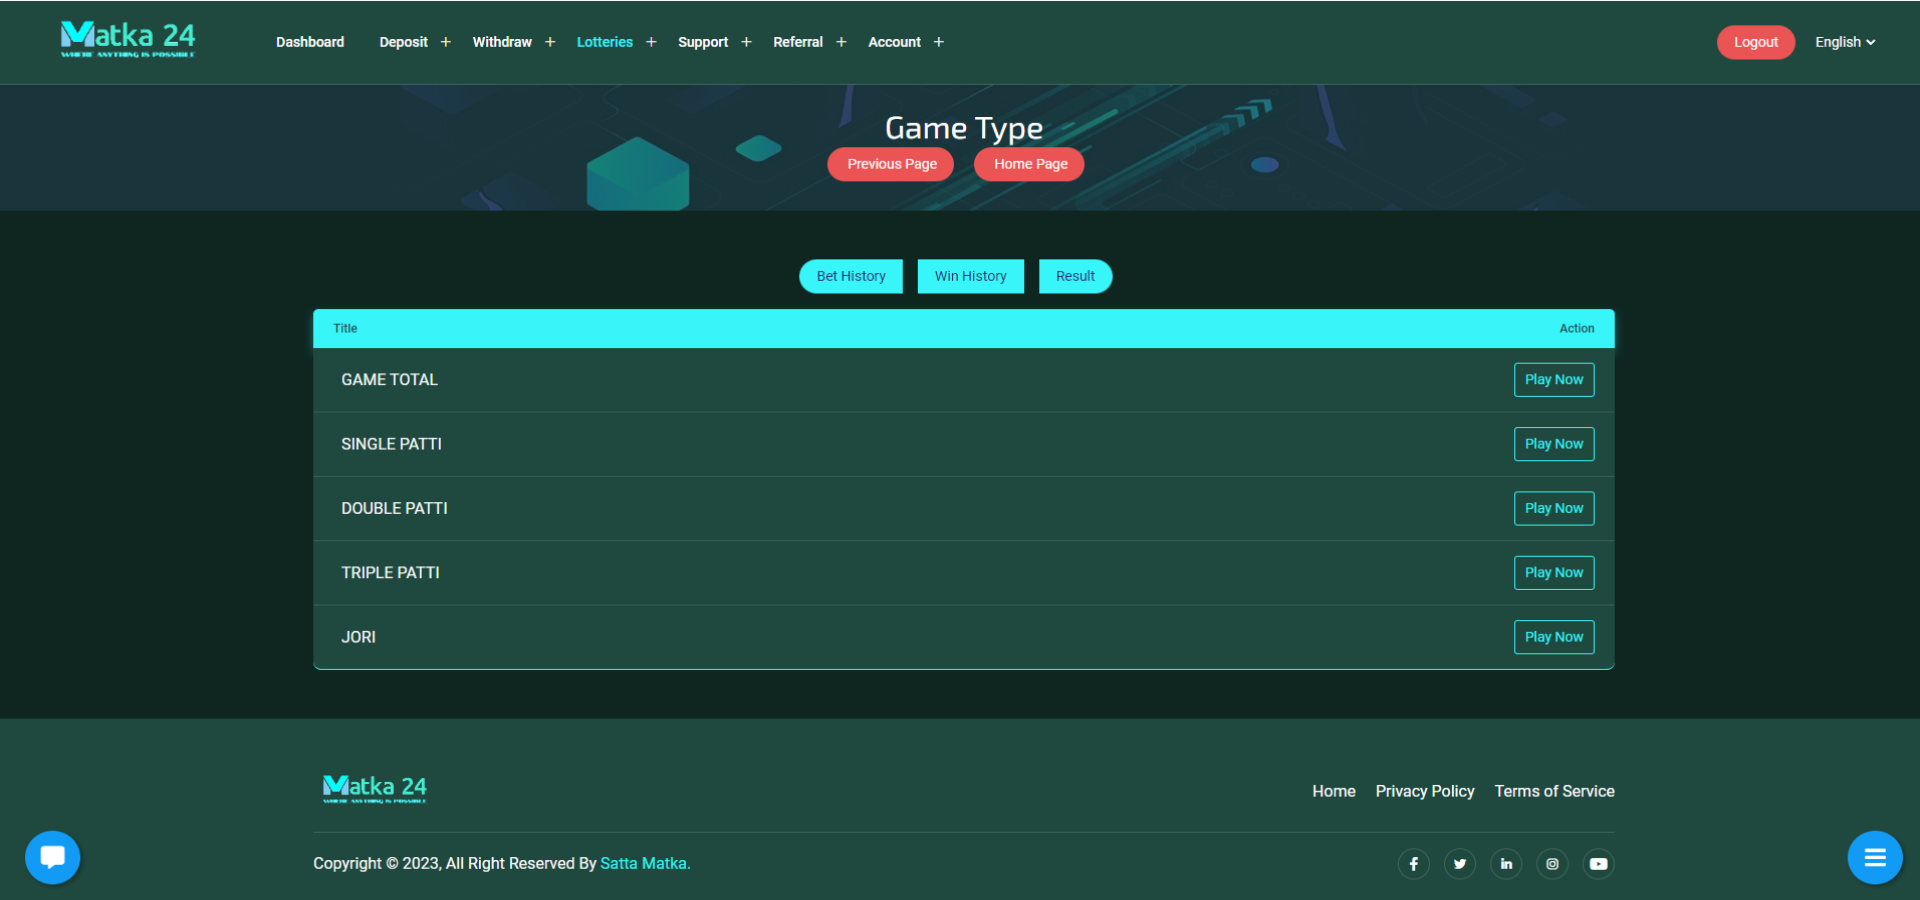 Matka 24
WHERE ANYTHING IS POSSIBLE
Dashboard Deposit + Withdraw + Lotteries + Support + Referral + Account +
Logout English
Game Type
Previous Page Home Page
Bet History Win History Result
Title Action
GAME TOTAL Play Now
SINGLE PATTI Play Now
DOUBLE PATTI Play Now
TRIPLE PATTI Play Now
JORI Play Now
Matka 24
WHERE ANYTHING IS POSSIBLE
Home Privacy Policy Terms of Service
Copyright © 2023, All Right Reserved By Satta Matka.